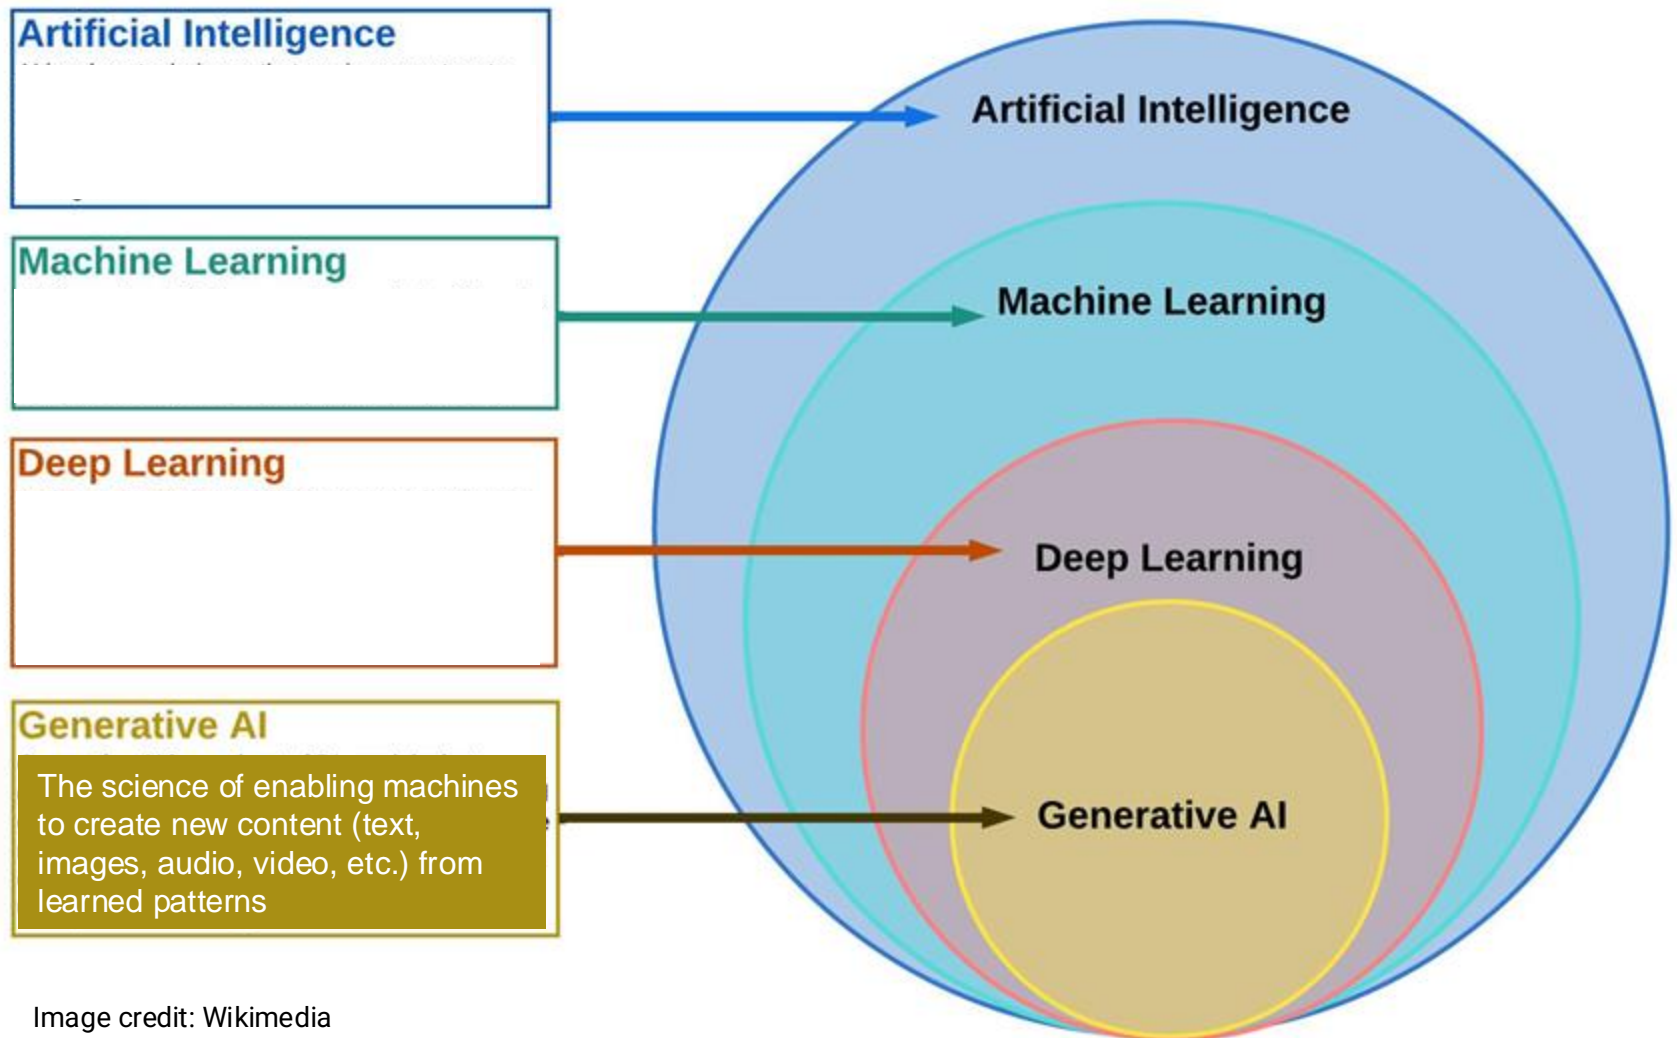 Artificial Intelligence
Machine Learning
Deep Learning
Generative AI
The science of enabling machines
to create new content (text,
images, audio, video, etc.) from
learned patterns
Image credit: Wikimedia
Artificial Intelligence
Machine Learning
Deep Learning
Generative AI